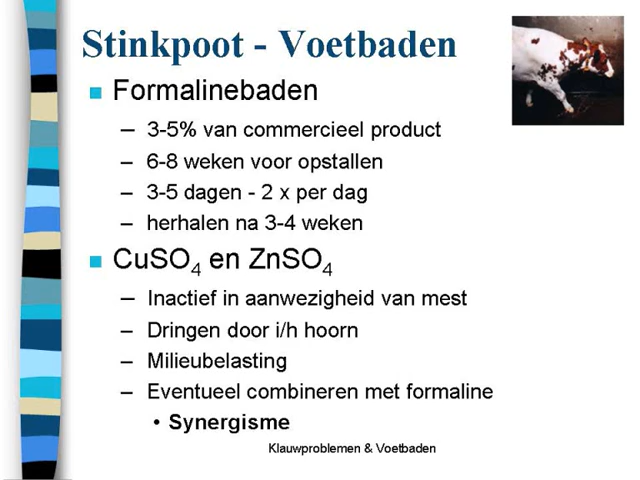 Stinkpoot - Voetbaden
■ Formalinebaden
– 3-5% van commercieel product
– 6-8 weken voor opstallen
– 3-5 dagen - 2 x per dag
– herhalen na 3-4 weken
■ CuSO₄ en ZnSO₄
– Inactief in aanwezigheid van mest
– Dringen door i/h hoorn
– Milieubelasting
– Eventueel combineren met formaline
• Synergisme
Klauwproblemen & Voetbaden